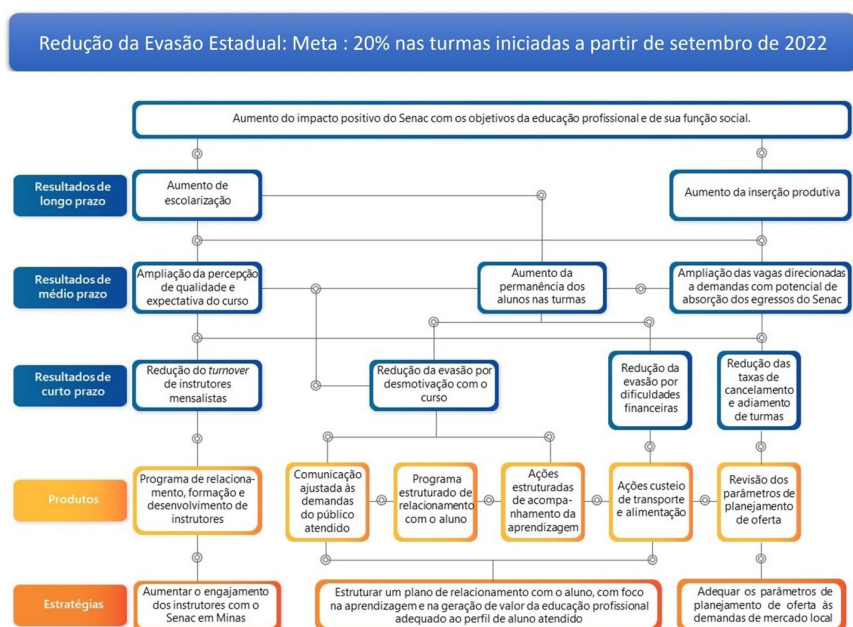 Redução da Evasão Estadual: Meta : 20% nas turmas iniciadas a partir de setembro de 2022
Aumento do impacto positivo do Senac com os objetivos da educação profissional e de sua função social.
Resultados de
longo prazo
Aumento de
escolarização
Aumento da inserção produtiva
Resultados de
médio prazo
Ampliação da percepção
de qualidade e
expectativa do curso
Aumento da
permanência dos
alunos nas turmas
Ampliação das vagas direcionadas
a demandas com potencial de
absorção dos egressos do Senac
Resultados de
curto prazo
Redução do turnover
de instrutores
mensalistas
Redução da evasão por
desmotivação com o
curso
Redução da
evasão por
dificuldades
financeiras
Redução das
taxas de
cancelamento
e adiamento
de turmas
Produtos
Programa de relaciona-
mento, formação e
desenvolvimento de
instrutores
Comunicação
ajustada às
demandas
do público
atendido
Programa
estruturado de
relacionamento
com o aluno
Ações
estruturadas
de acompa-
nhamento da
aprendizagem
Ações custeio
de transporte
e alimentação
Revisão dos
parâmetros de
planejamento
de oferta
Estratégias
Aumentar o engajamento
dos instrutores com o
Senac em Minas
Estruturar um plano de relacionamento com o aluno, com foco
na aprendizagem e na geração de valor da educação profissional
adequado ao perfil de aluno atendido
Adequar os parâmetros de
planejamento de oferta às
demandas de mercado local